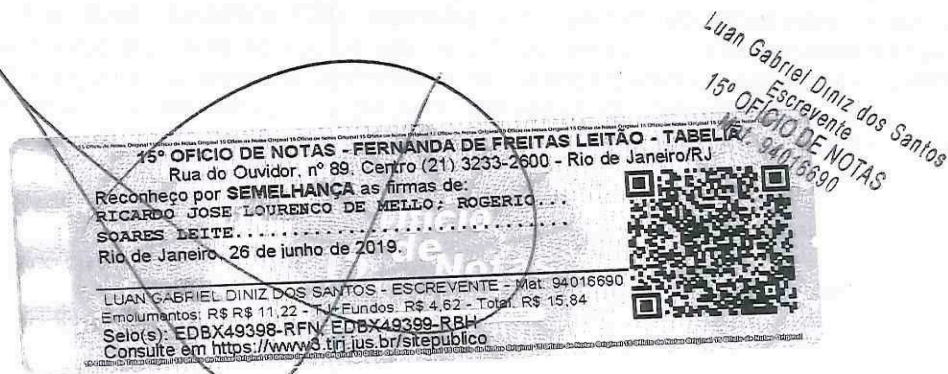 Luan Gabriel Diniz dos Santos
Escrevente
15º OFÍCIO DE NOTAS
Mat. 94016690
15º OFICIO DE NOTAS - FERNANDA DE FREITAS LEITÃO - TABELIÃ
Rua do Ouvidor, nº 89, Centro (21) 3233-2600 - Rio de Janeiro/RJ
Reconheço por SEMELHANÇA as firmas de:
RICARDO JOSE LOURENCO DE MELLO; ROGERIO...
SOARES LEITE...................................
Rio de Janeiro, 26 de junho de 2019.
LUAN GABRIEL DINIZ DOS SANTOS - ESCREVENTE - Mat. 94016690
Emolumentos: R$ R$ 11,22 - TJ+Fundos. R$ 4,62 - Total. R$ 15,84
Selo(s): EDBX49398-RFN, EDBX49399-RBH
Consulte em https://www3.tjrj.jus.br/sitepublico